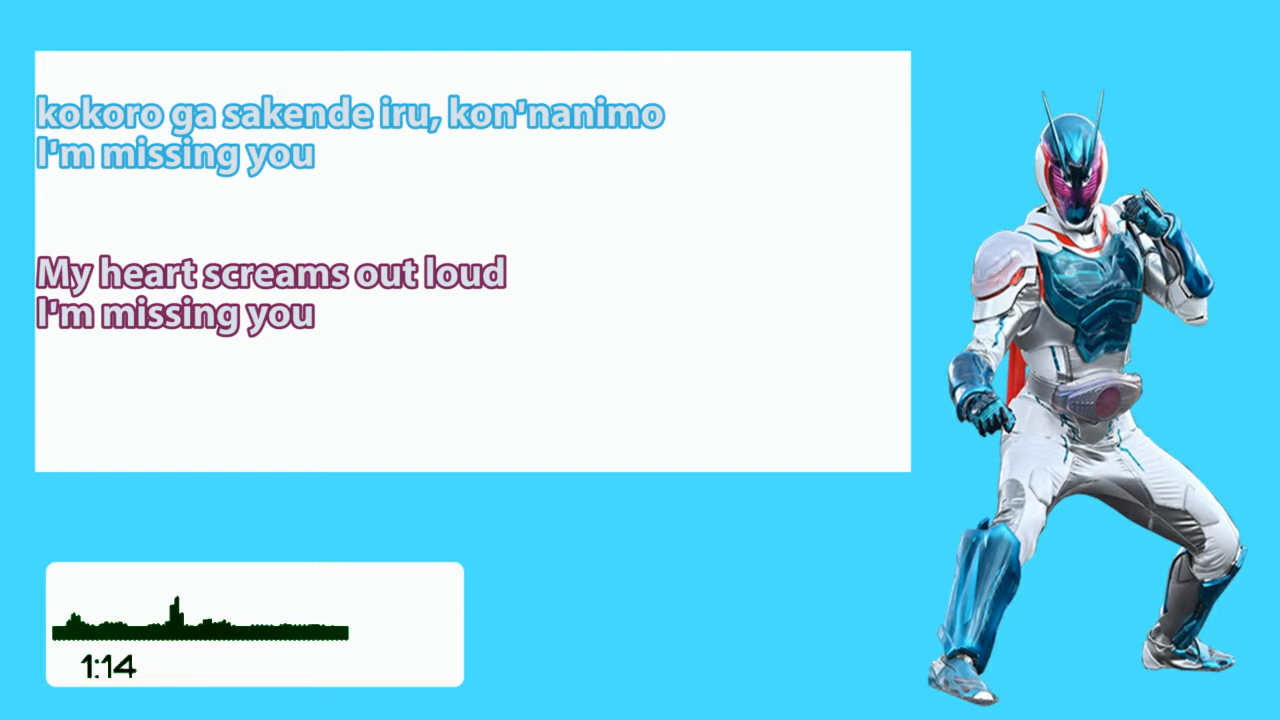 kokoro ga sakende iru, kon'nanimo
I'm missing you
My heart screams out loud
I'm missing you
1:14